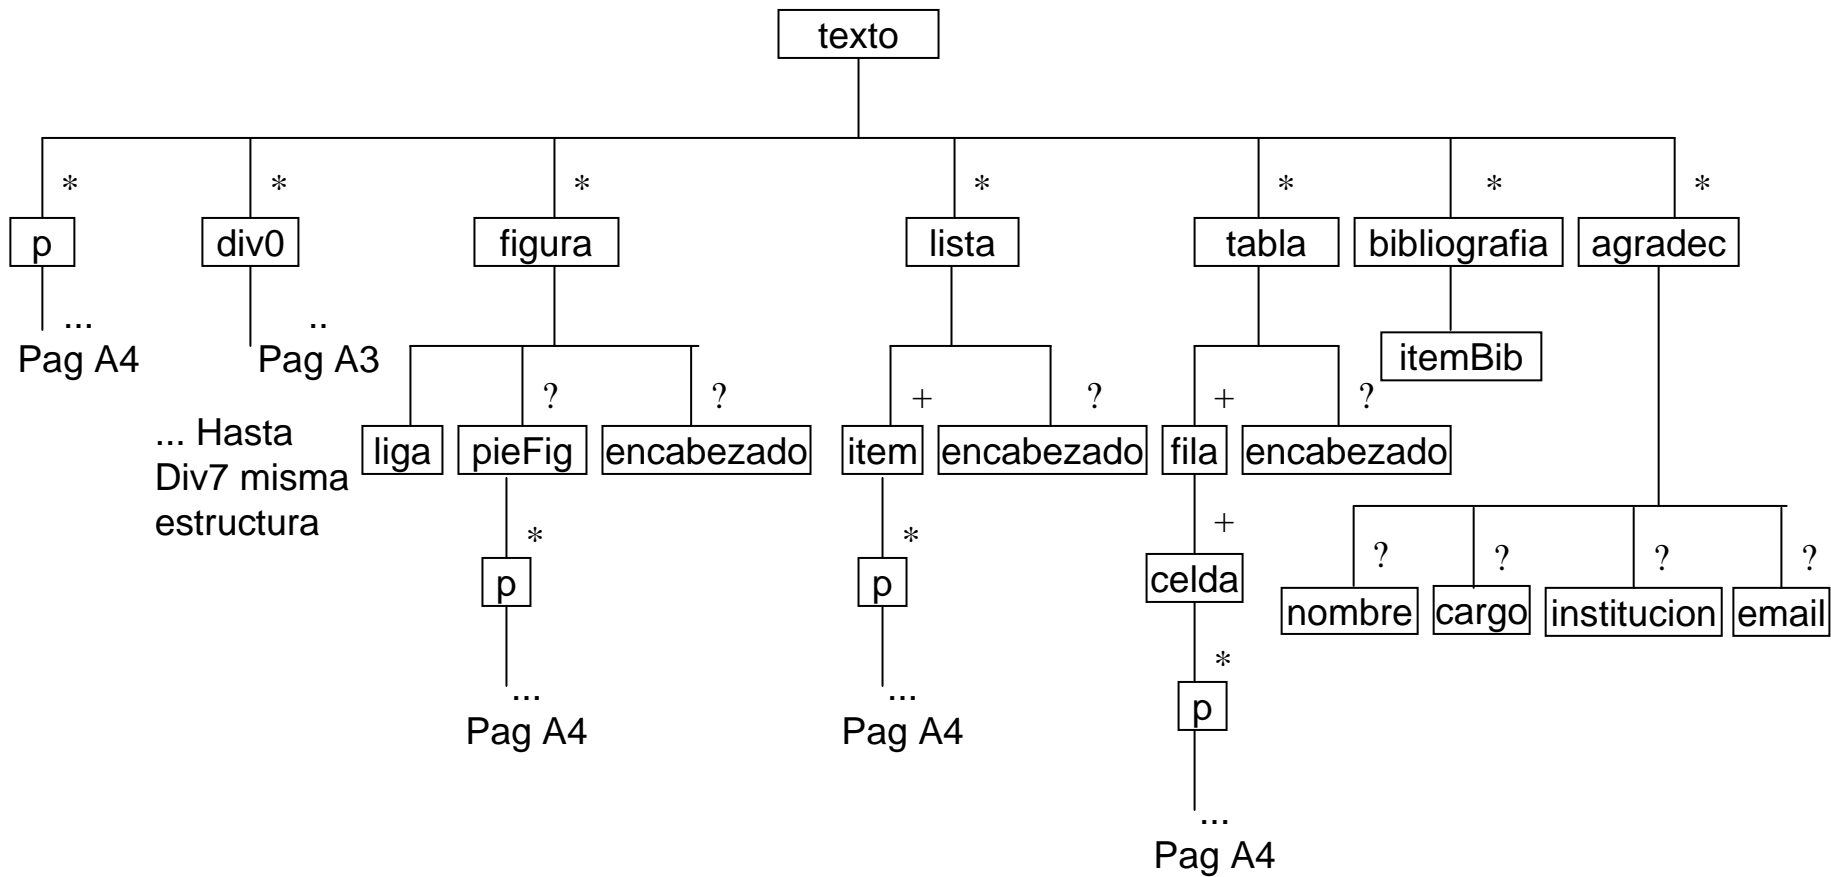 texto
* * * * * * *
p div0 figura lista tabla bibliografia agradec
... ..
Pag A4 Pag A3 itemBib
? ? + ? + ?
... Hasta
Div7 misma
estructura
liga pieFig encabezado item encabezado fila encabezado
* * +
? ? ? ?
p p celda
nombre cargo institucion email
*
... ... p
Pag A4 Pag A4
...
Pag A4